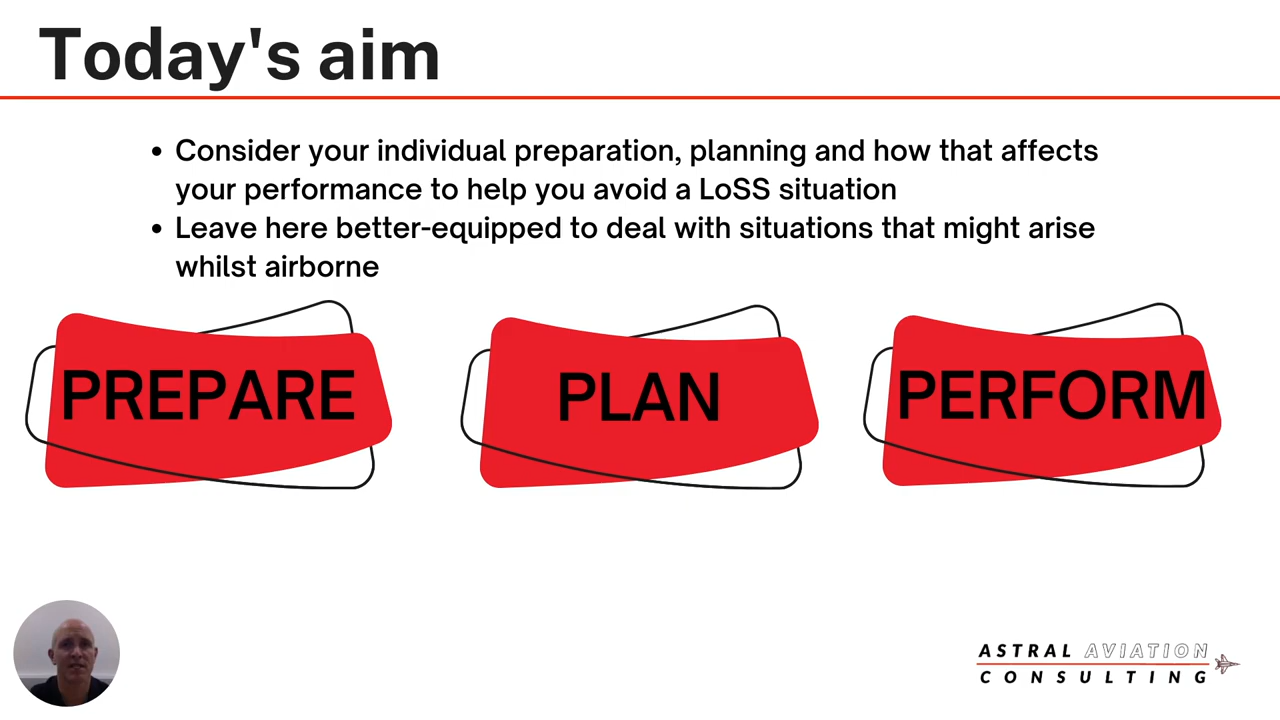 Today's aim
• Consider your individual preparation, planning and how that affects
your performance to help you avoid a LoSS situation
• Leave here better-equipped to deal with situations that might arise
whilst airborne
PREPARE
PLAN
PERFORM
ASTRAL AVIATION
CONSULTING